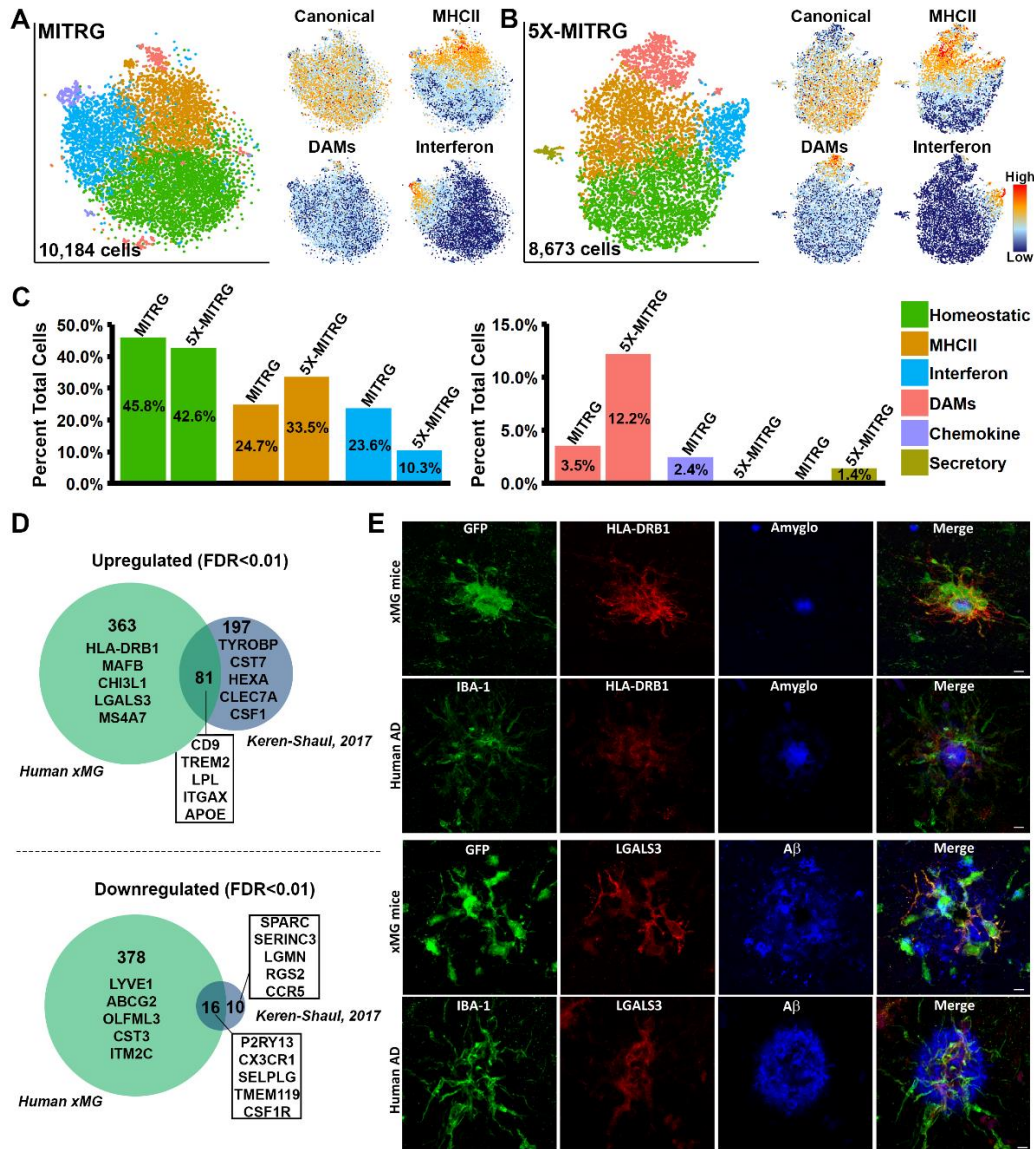 A
MITRG
10,184 cells
Canonical
MHCII
DAMs
Interferon
B
5X-MITRG
8,673 cells
Canonical
MHCII
DAMs
Interferon
High
Low
C
Percent Total Cells
50.0%
40.0%
30.0%
20.0%
10.0%
0.0%
MITRG
5X-MITRG
MITRG
5X-MITRG
MITRG
5X-MITRG
45.8%
42.6%
24.7%
33.5%
23.6%
10.3%
Percent Total Cells
15.0%
10.0%
5.0%
0.0%
MITRG
5X-MITRG
MITRG
5X-MITRG
MITRG
5X-MITRG
3.5%
12.2%
2.4%
1.4%
Homeostatic
MHCII
Interferon
DAMs
Chemokine
Secretory
D
Upregulated (FDR<0.01)
363
HLA-DRB1
MAFB
CHI3L1
LGALS3
MS4A7
81
197
TYROBP
CST7
HEXA
CLEC7A
CSF1
Keren-Shaul, 2017
Human xMG
CD9
TREM2
LPL
ITGAX
APOE
Downregulated (FDR<0.01)
378
LYVE1
ABCG2
OLFML3
CST3
ITM2C
16
10
SPARC
SERINC3
LGMN
RGS2
CCR5
Keren-Shaul, 2017
P2RY13
CX3CR1
SELPLG
TMEM119
CSF1R
Human xMG
E
xMG mice
GFP
HLA-DRB1
Amyglo
Merge
Human AD
IBA-1
HLA-DRB1
Amyglo
Merge
xMG mice
GFP
LGALS3
Aβ
Merge
Human AD
IBA-1
LGALS3
Aβ
Merge